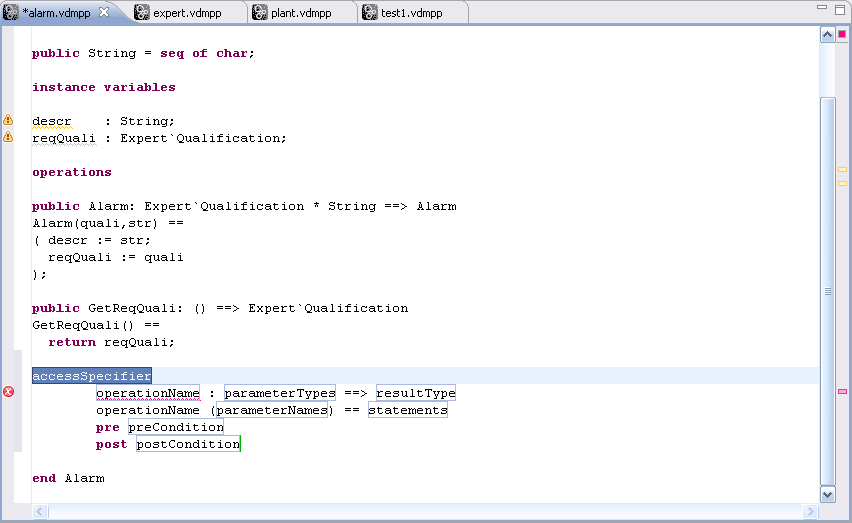 *alarm.vdmpp expert.vdmpp plant.vdmpp test1.vdmpp
public String = seq of char;
instance variables
descr : String;
reqQuali : Expert`Qualification;
operations
public Alarm: Expert`Qualification * String ==> Alarm
Alarm(quali,str) ==
( descr := str;
reqQuali := quali
);
public GetReqQuali: () ==> Expert`Qualification
GetReqQuali() ==
return reqQuali;
accessSpecifier
operationName : parameterTypes ==> resultType
operationName (parameterNames) == statements
pre preCondition
post postCondition
end Alarm